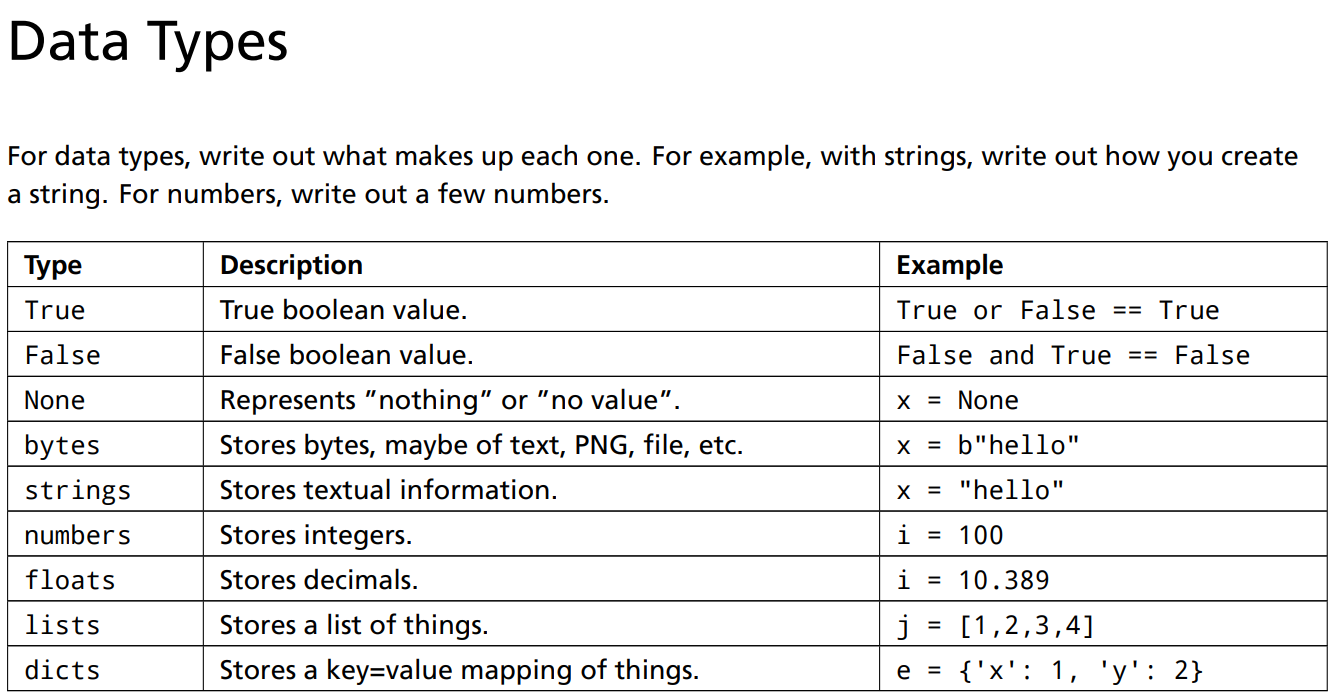 Data Types
For data types, write out what makes up each one. For example, with strings, write out how you create
a string. For numbers, write out a few numbers.
Type Description Example
True True boolean value. True or False == True
False False boolean value. False and True == False
None Represents ”nothing” or ”no value”. x = None
bytes Stores bytes, maybe of text, PNG, file, etc. x = b"hello"
strings Stores textual information. x = "hello"
numbers Stores integers. i = 100
floats Stores decimals. i = 10.389
lists Stores a list of things. j = [1,2,3,4]
dicts Stores a key=value mapping of things. e = {'x': 1, 'y': 2}